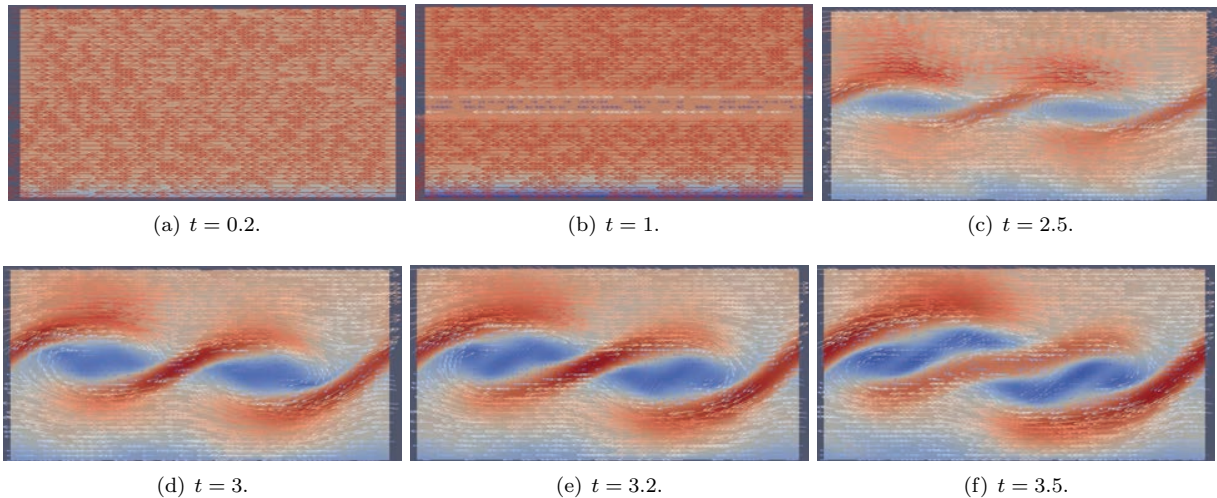 (a) t = 0.2.
(b) t = 1.
(c) t = 2.5.
(d) t = 3.
(e) t = 3.2.
(f) t = 3.5.